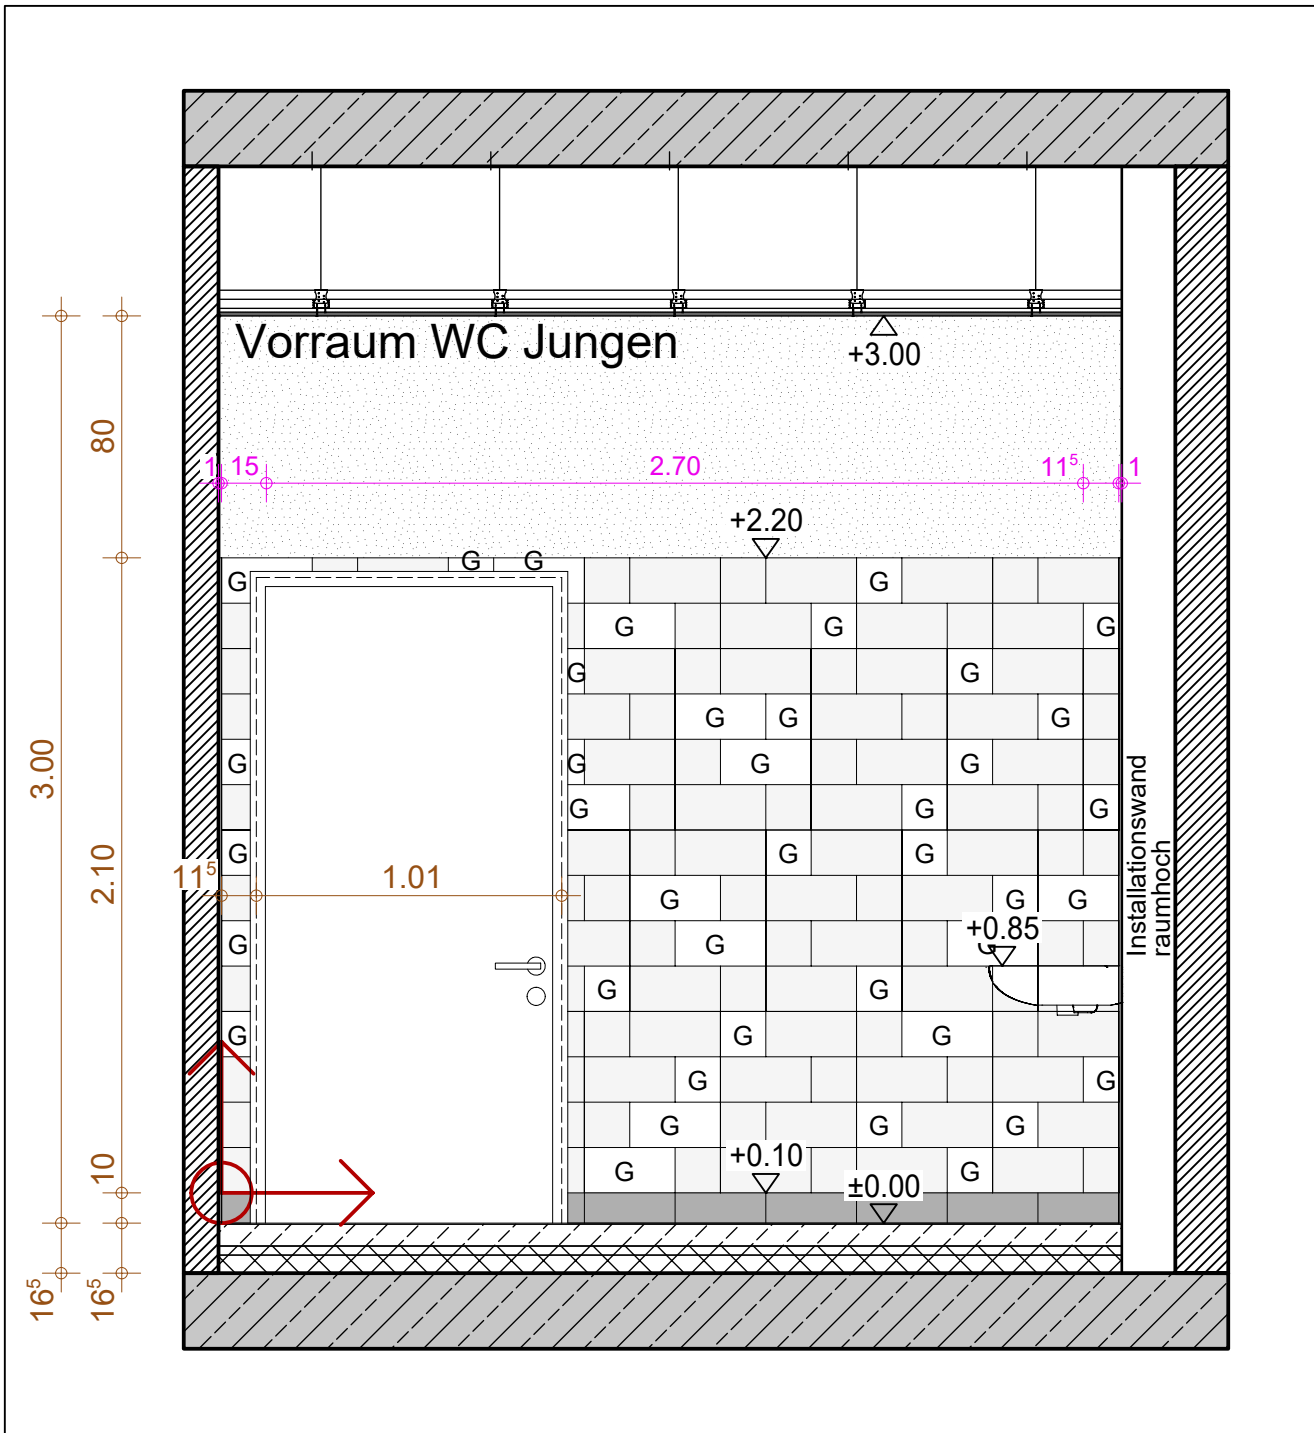 Vorraum WC Jungen
+3.00
80
1 15 2.70 11⁵ 1
+2.20
G G
G G
G G G
G G
G G G
G G G
3.00
G G G
G G G
Installationswand
raumhoch
G G G
2.10
11⁵ 1.01
G G G
+0.85
G G G
G G
G G G
G G
10
G G G
+0.10
G G
±0.00
16⁵ 16⁵